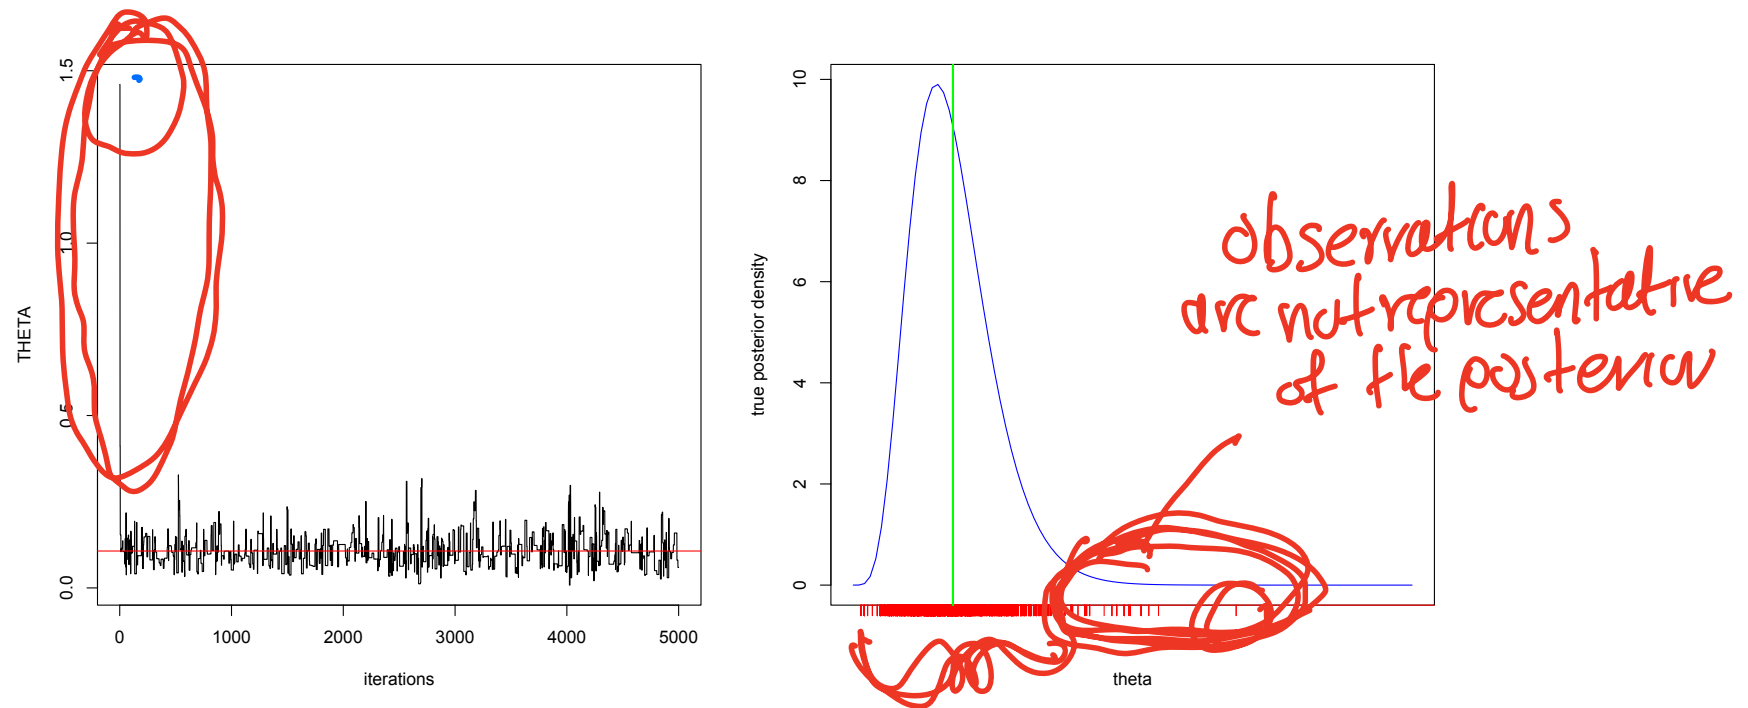 1.5
1.0
0.5
0.0
THETA
0
1000
2000
3000
4000
5000
iterations
10
8
6
4
2
0
true posterior density
theta
observations
are not representative
of the posterior